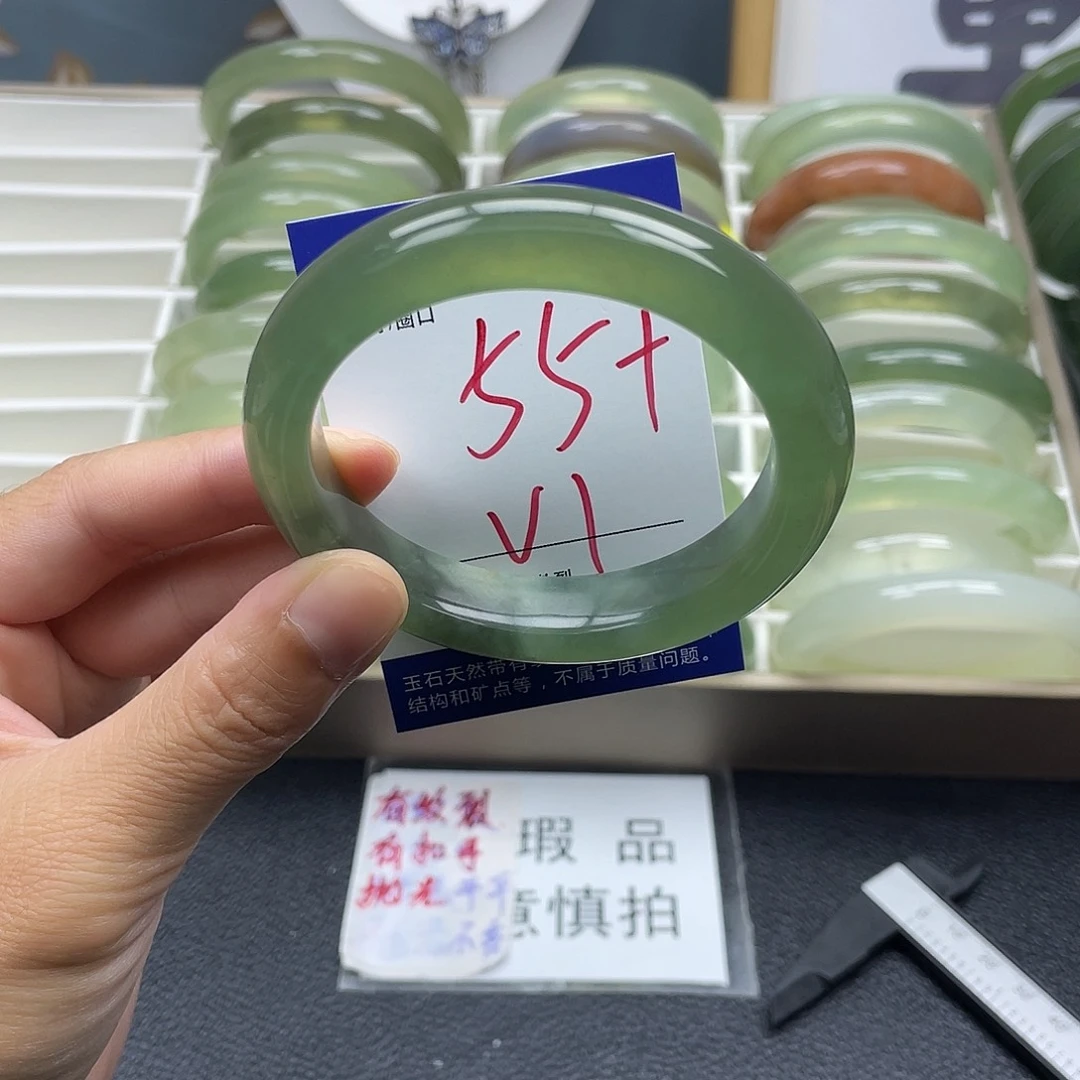 圈口
55+
V1
玉石天然带有
不属于质量问题。
结构和矿点等,
有纹裂
有扣手
抛光
瑕 品
意慎拍